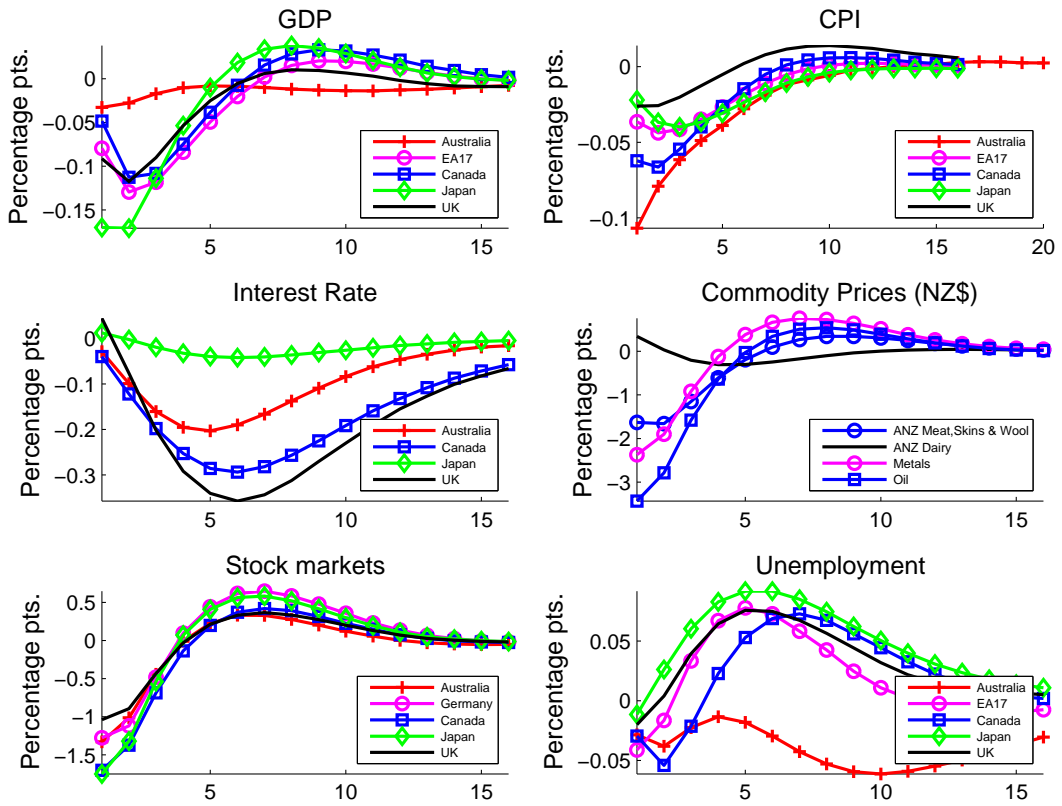 GDP
Percentage pts.
0
−0.05
−0.1
−0.15
5
10
15
Australia
EA17
Canada
Japan
UK
CPI
Percentage pts.
0
−0.05
−0.1
5
10
15
20
Australia
EA17
Canada
Japan
UK
Interest Rate
Percentage pts.
0
−0.1
−0.2
−0.3
5
10
15
Australia
Canada
Japan
UK
Commodity Prices (NZ$)
Percentage pts.
0
−1
−2
−3
5
10
15
ANZ Meat,Skins & Wool
ANZ Dairy
Metals
Oil
Stock markets
Percentage pts.
0.5
0
−0.5
−1
−1.5
5
10
15
Australia
Germany
Canada
Japan
UK
Unemployment
Percentage pts.
0.05
0
−0.05
5
10
15
Australia
EA17
Canada
Japan
UK